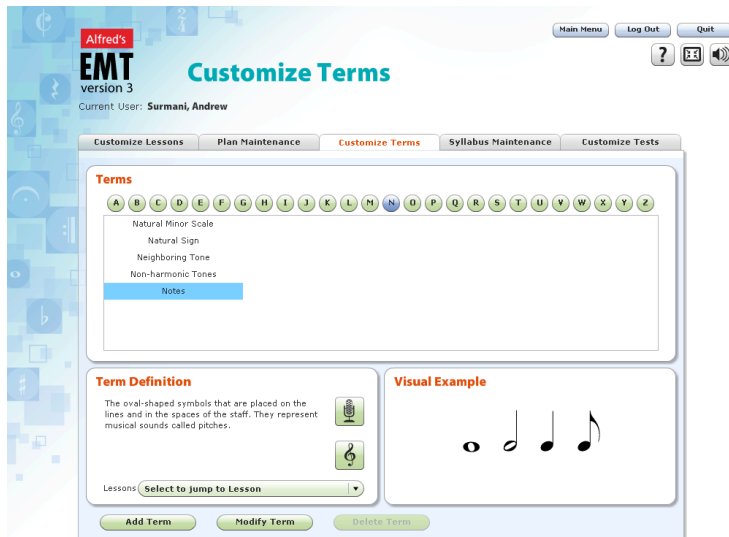 Main Menu Log Out Quit
Alfred's
EMT
version 3
?
Customize Terms
Current User: Surmani, Andrew
Customize Lessons Plan Maintenance Customize Terms Syllabus Maintenance Customize Tests
Terms
A B C D E F G H I J K L M N O P Q R S T U V W X Y Z
Natural Minor Scale
Natural Sign
Neighboring Tone
Non-harmonic Tones
Notes
Term Definition
The oval-shaped symbols that are placed on the
lines and in the spaces of the staff. They represent
musical sounds called pitches.
Lessons Select to jump to Lesson
Visual Example
Add Term Modify Term Delete Term